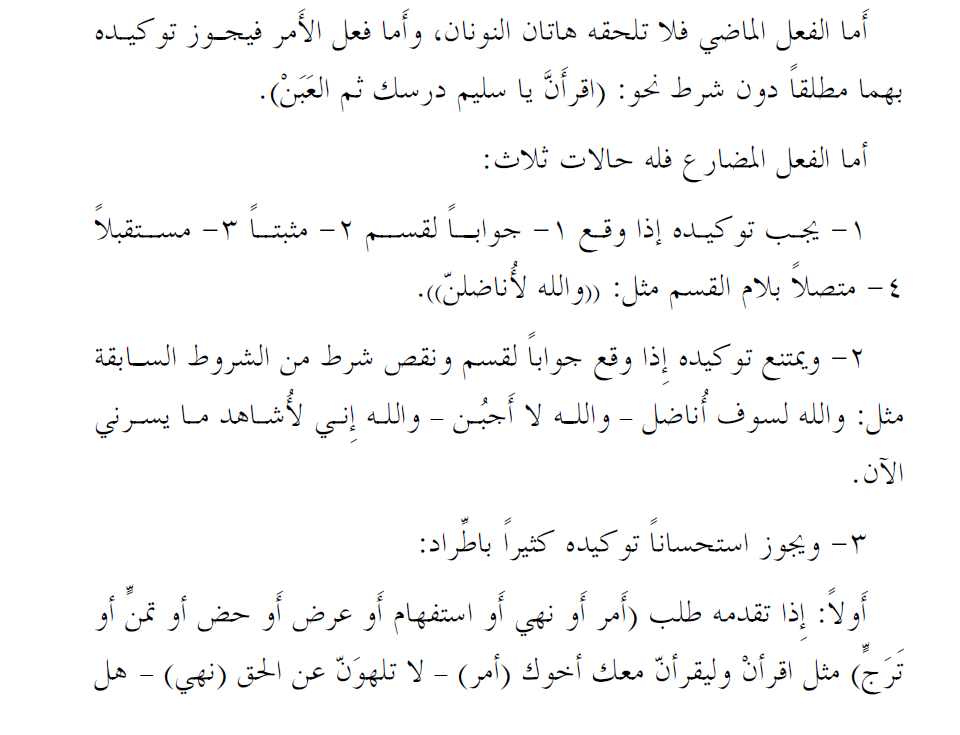 أَما الفعل الماضي فلا تلحقه هاتان النونان، وأَما فعل الأَمر فيجوز توكيده
بهما مطلقاً دون شرط نحو: (اقرأَنَّ يا سليم درسك ثم العَبَنْ).
أما الفعل المضارع فله حالات ثلاث:
١- يجب توكيده إذا وقع ١- جواباً لقسم ٢- مثبتاً ٣- مستقبلاً
٤- متصلاً بلام القسم مثل: ((والله لأُناضلنّ)).
٢- ويمتنع توكيده إِذا وقع جواباً لقسم ونقص شرط من الشروط السابقة
مثل: والله لسوف أُناضل – والله لا أَجبُن – والله إِني لأُشاهد ما يسرني
الآن.
٣- ويجوز استحساناً توكيده كثيراً باطِّراد:
أَولاً: إِذا تقدمه طلب (أَمر أَو نهي أَو استفهام أَو عرض أَو حض أو تمنٍّ أو
تَرَجٍّ) مثل اقرأنْ وليقرأنّ معك أخوك (أمر) – لا تلهوَنّ عن الحق (نهي) – هل